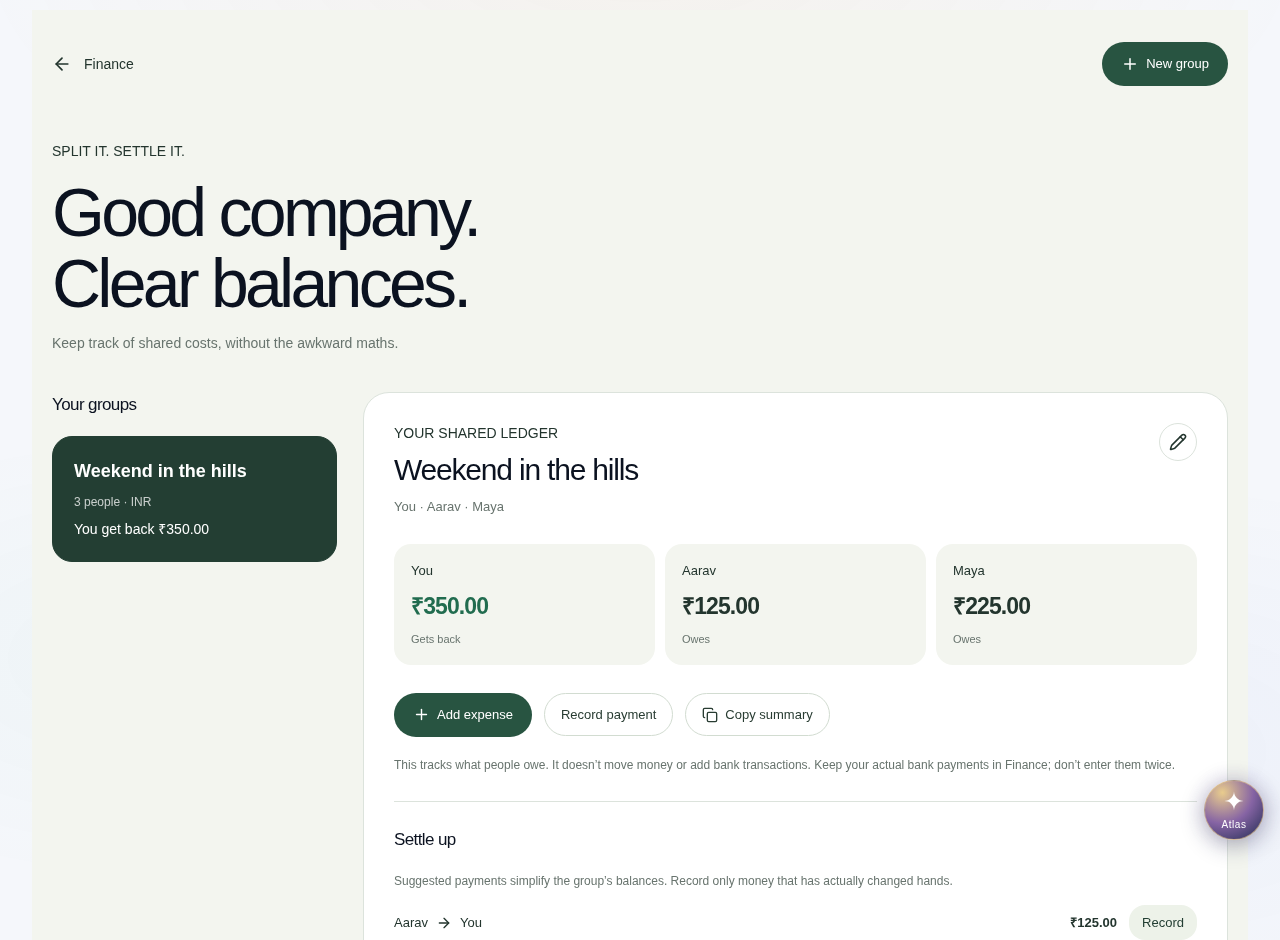 Finance
New group
SPLIT IT. SETTLE IT.
Good company.
Clear balances.
Keep track of shared costs, without the awkward maths.
Your groups
Weekend in the hills
3 people · INR
You get back ₹350.00
YOUR SHARED LEDGER
Weekend in the hills
You · Aarav · Maya
You
₹350.00
Gets back
Aarav
₹125.00
Owes
Maya
₹225.00
Owes
Add expense
Record payment
Copy summary
This tracks what people owe. It doesn’t move money or add bank transactions. Keep your actual bank payments in Finance; don’t enter them twice.
Atlas
Settle up
Suggested payments simplify the group’s balances. Record only money that has actually changed hands.
Aarav → You
₹125.00
Record